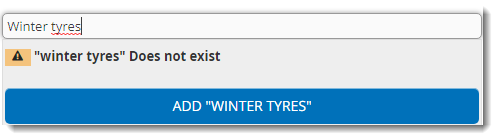 Winter tyres
"winter tyres" Does not exist
ADD "WINTER TYRES"